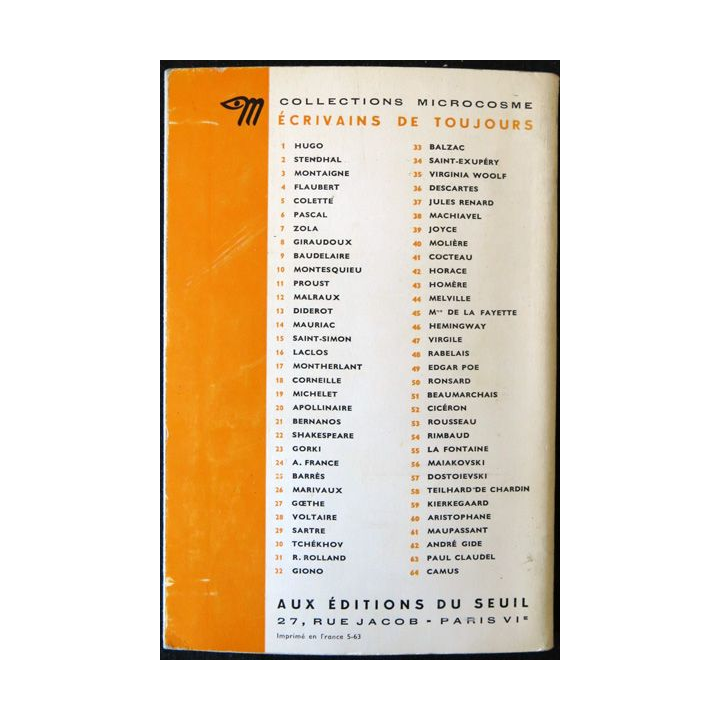 COLLECTIONS MICROCOSME
ÉCRIVAINS DE TOUJOURS
1 HUGO
2 STENDHAL
3 MONTAIGNE
4 FLAUBERT
5 COLETTE
6 PASCAL
7 ZOLA
8 GIRAUDOUX
9 BAUDELAIRE
10 MONTESQUIEU
11 PROUST
12 MALRAUX
13 DIDEROT
14 MAURIAC
15 SAINT-SIMON
16 LACLOS
17 MONTHERLANT
18 CORNEILLE
19 MICHELET
20 APOLLINAIRE
21 BERNANOS
22 SHAKESPEARE
23 GORKI
24 A. FRANCE
25 BARRÈS
26 MARIVAUX
27 GŒTHE
28 VOLTAIRE
29 SARTRE
30 TCHÉKHOV
31 R. ROLLAND
32 GIONO
33 BALZAC
34 SAINT-EXUPÉRY
35 VIRGINIA WOOLF
36 DESCARTES
37 JULES RENARD
38 MACHIAVEL
39 JOYCE
40 MOLIÈRE
41 COCTEAU
42 HORACE
43 HOMÈRE
44 MELVILLE
45 Mme DE LA FAYETTE
46 HEMINGWAY
47 VIRGILE
48 RABELAIS
49 EDGAR POE
50 RONSARD
51 BEAUMARCHAIS
52 CICÉRON
53 ROUSSEAU
54 RIMBAUD
55 LA FONTAINE
56 MAIAKOVSKI
57 DOSTOIEVSKI
58 TEILHARD DE CHARDIN
59 KIERKEGAARD
60 ARISTOPHANE
61 MAUPASSANT
62 ANDRÉ GIDE
63 PAUL CLAUDEL
64 CAMUS
AUX ÉDITIONS DU SEUIL
27, RUE JACOB - PARIS VIe
Imprimé en France 5-63